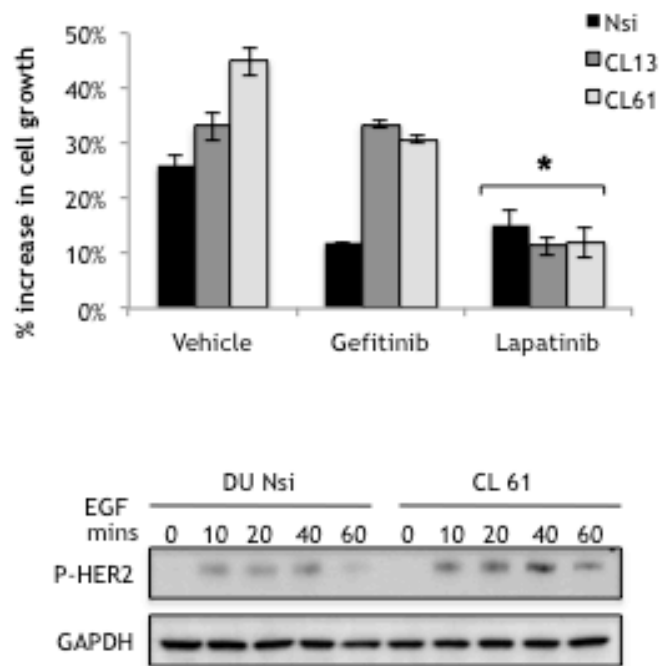 % increase in cell growth
50%
40%
30%
20%
10%
0%
Nsi
CL13
CL61
*
Vehicle Gefitinib Lapatinib
DU Nsi CL 61
EGF
mins 0 10 20 40 60 0 10 20 40 60
P-HER2
GAPDH